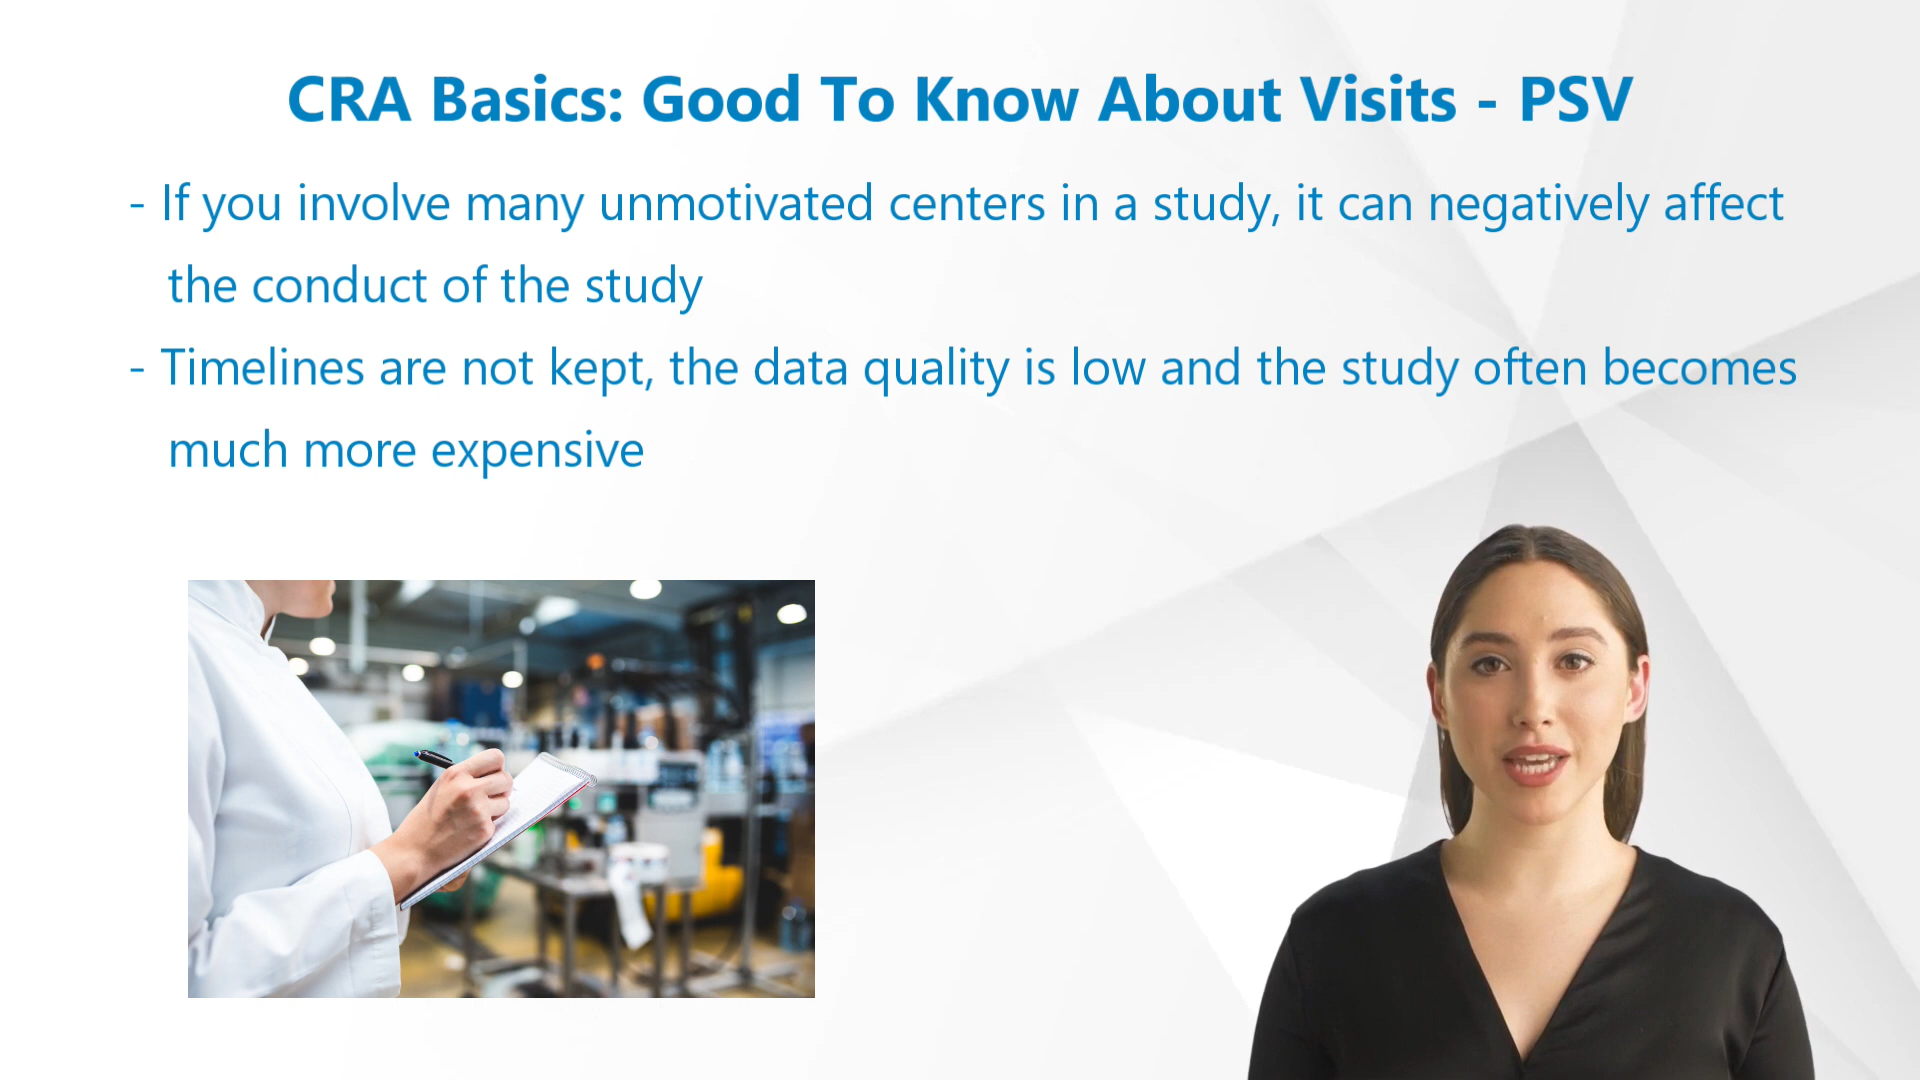 CRA Basics: Good To Know About Visits - PSV
- If you involve many unmotivated centers in a study, it can negatively affect
the conduct of the study
- Timelines are not kept, the data quality is low and the study often becomes
much more expensive